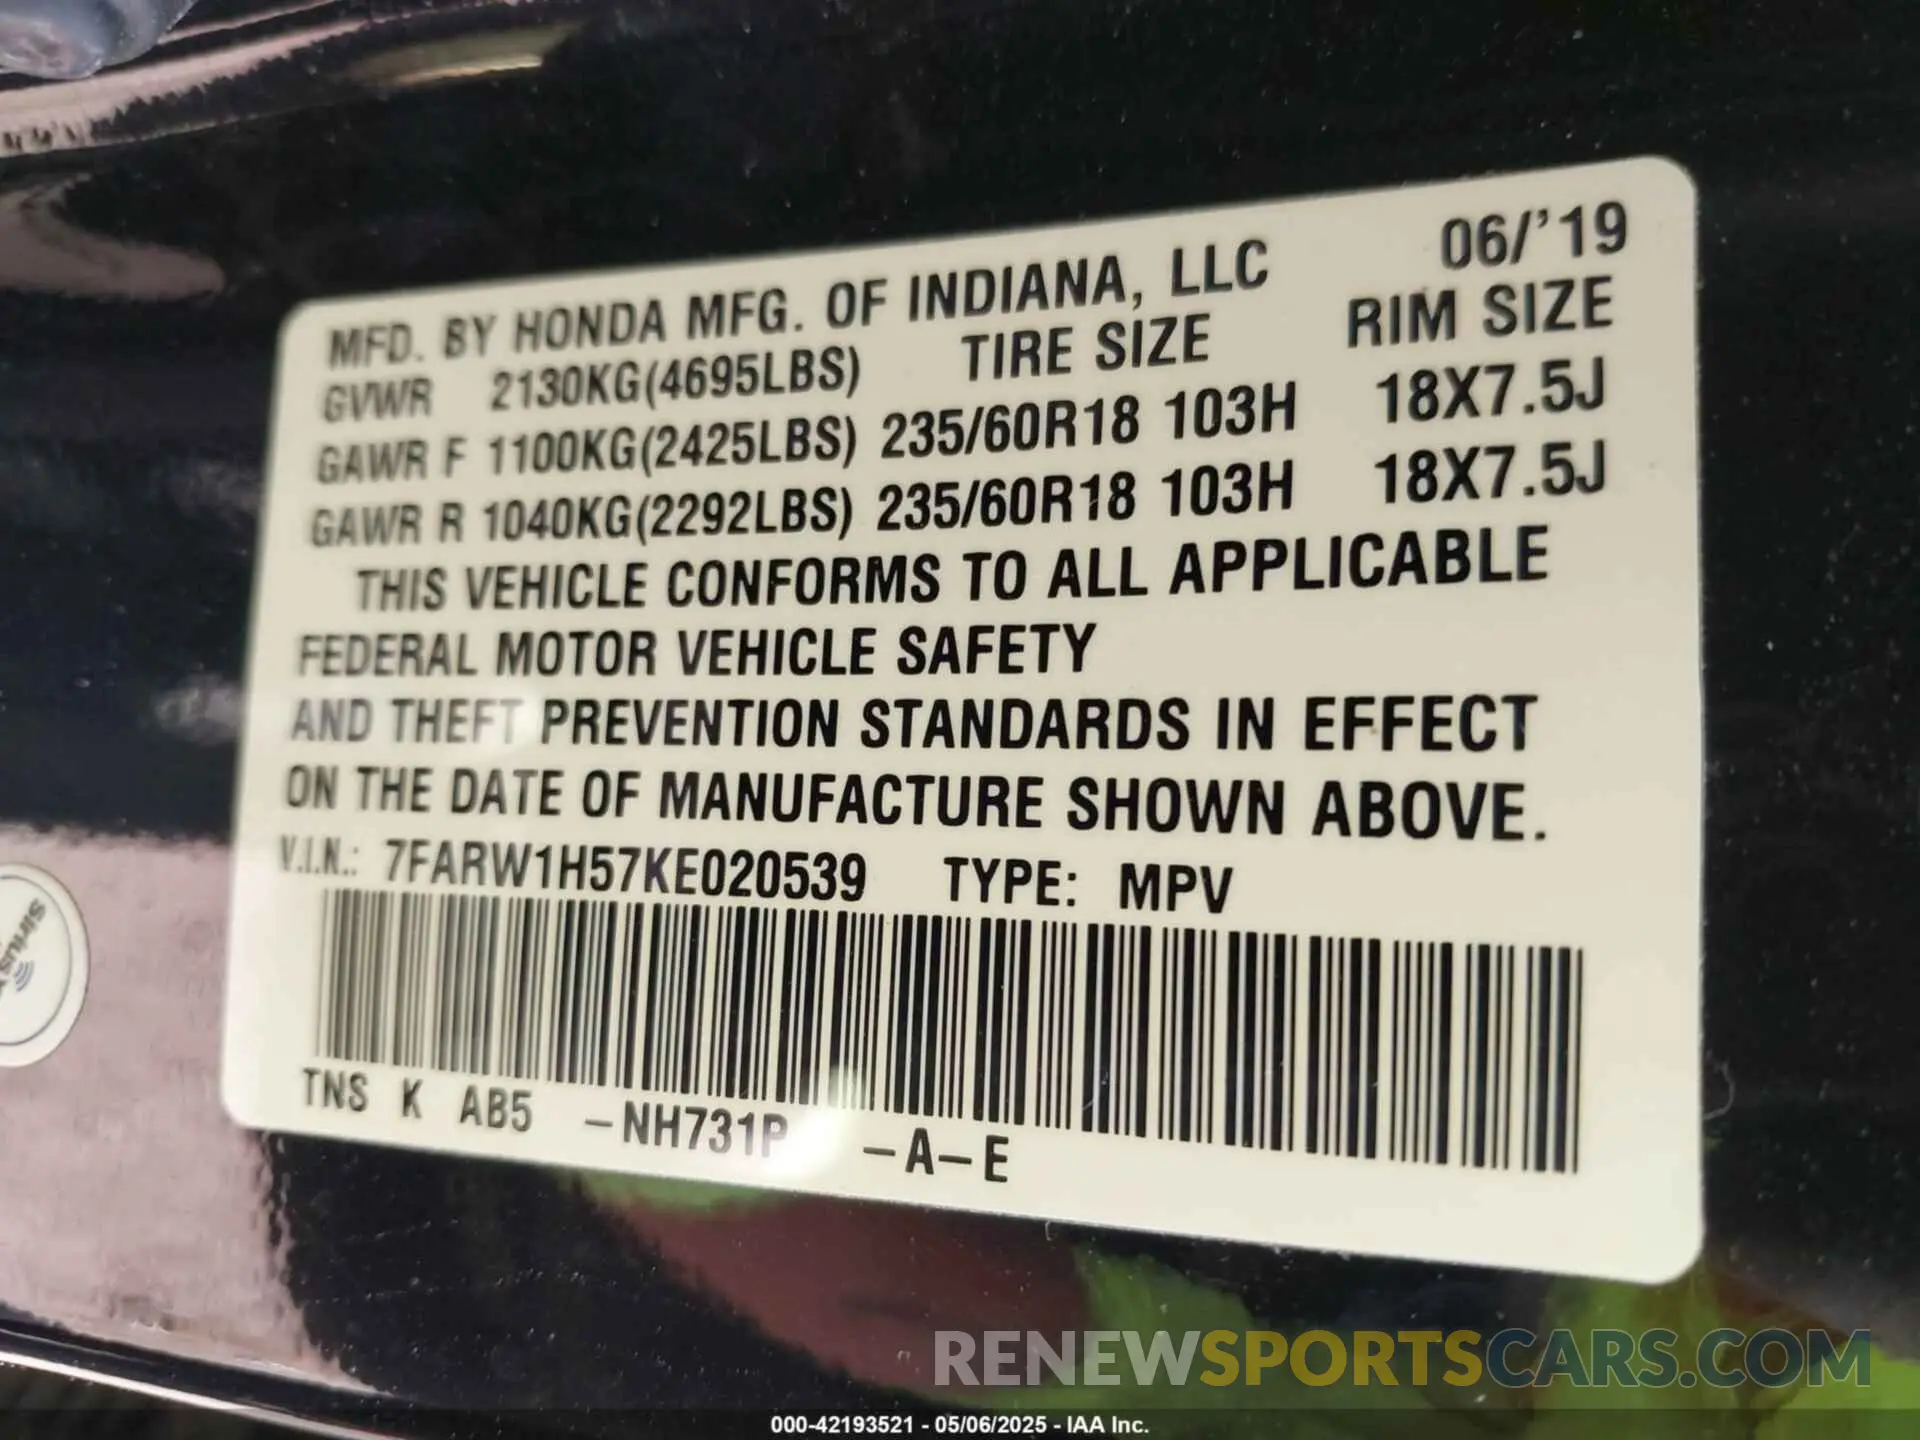 MFD. BY HONDA MFG. OF INDIANA, LLC 06/'19
GVWR 2130KG(4695LBS) TIRE SIZE RIM SIZE
GAWR F 1100KG(2425LBS) 235/60R18 103H 18X7.5J
GAWR R 1040KG(2292LBS) 235/60R18 103H 18X7.5J
THIS VEHICLE CONFORMS TO ALL APPLICABLE
FEDERAL MOTOR VEHICLE SAFETY
AND THEFT PREVENTION STANDARDS IN EFFECT
ON THE DATE OF MANUFACTURE SHOWN ABOVE.
V.I.N.: 7FARW1H57KE020539 TYPE: MPV
TNS K AB5 –NH731P –A–E
RENEWSPORTSCARS.COM
000-42193521 - 05/06/2025 - IAA Inc.